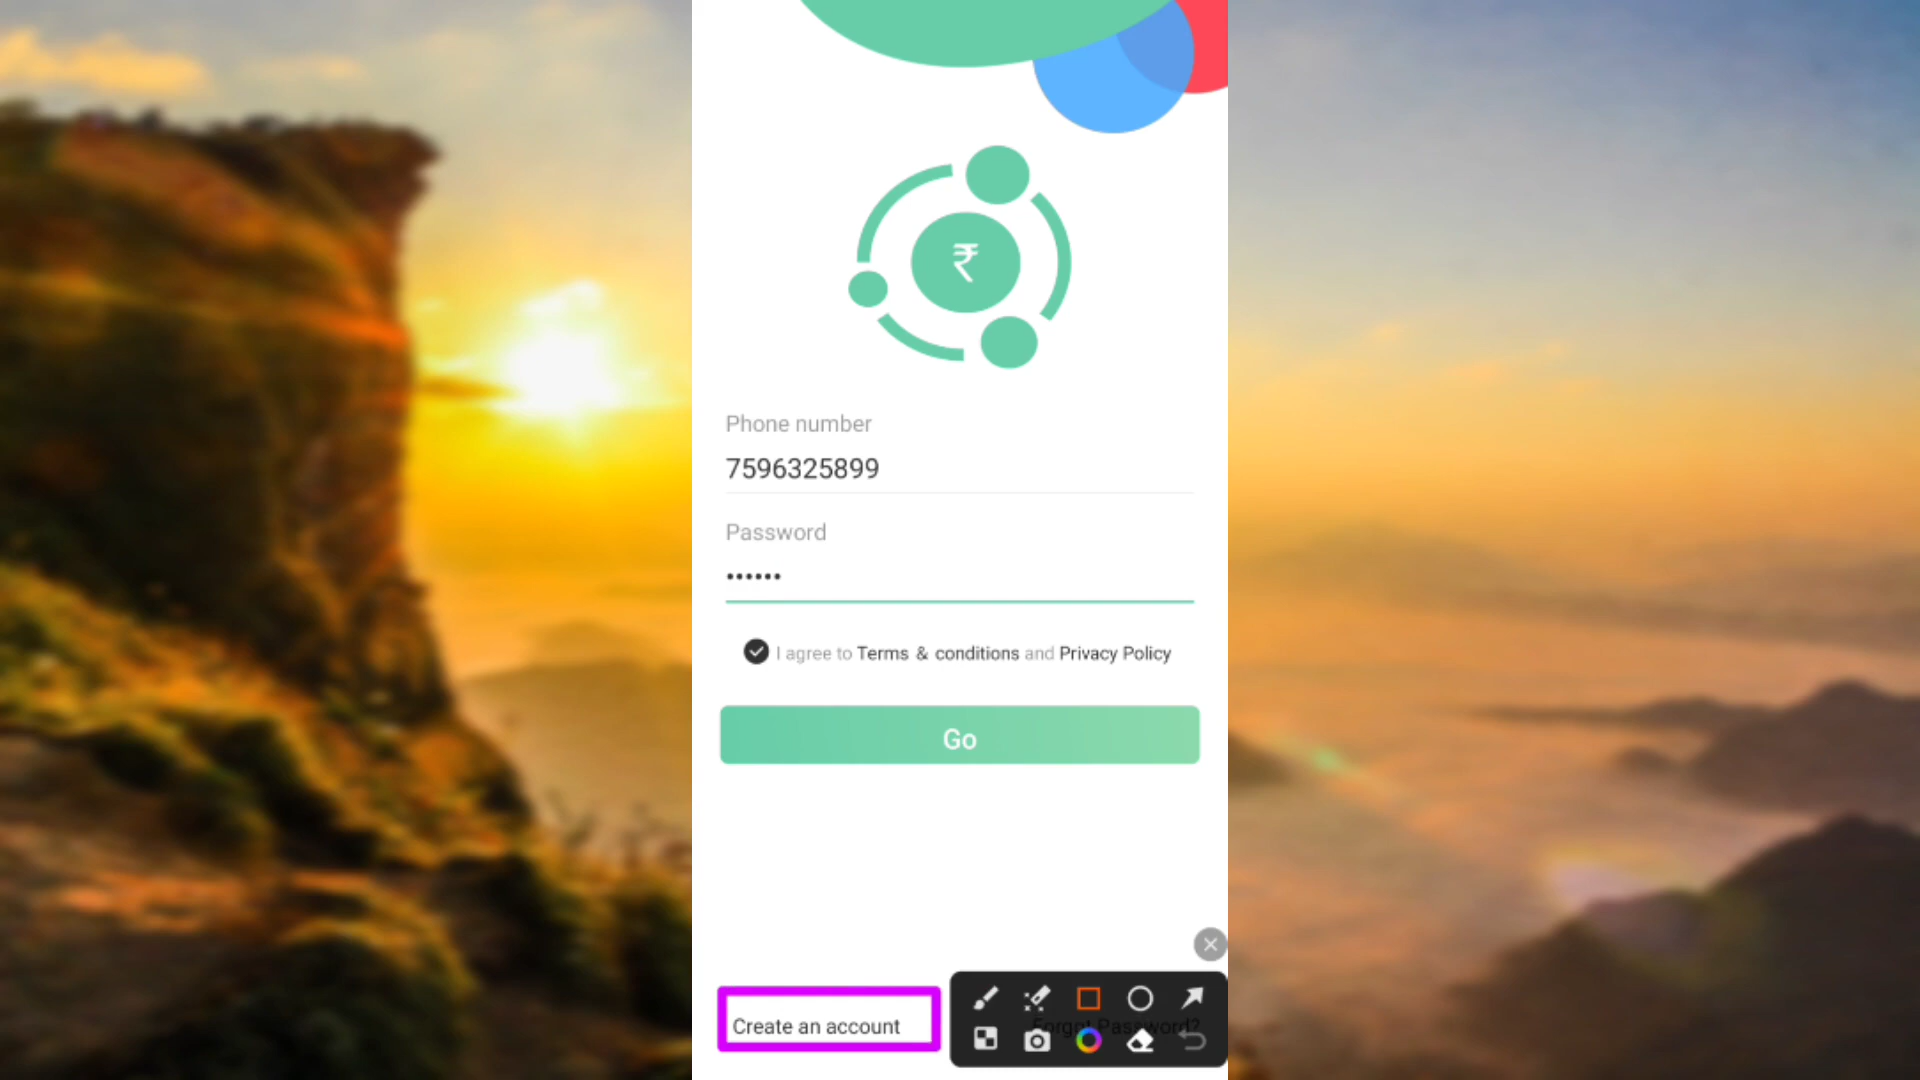 ₹
Phone number
7596325899
Password
••••••
I agree to Terms & conditions and Privacy Policy
Go
Create an account
Forgot Password?